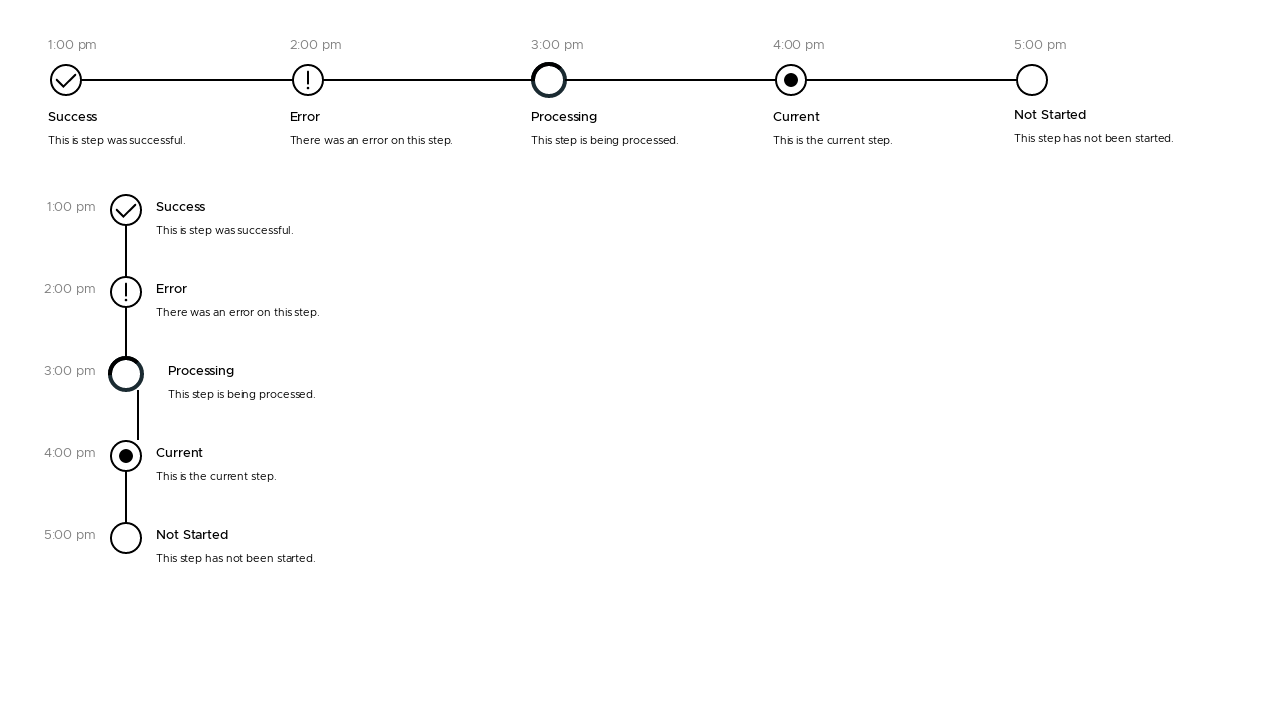 1:00 pm 2:00 pm 3:00 pm 4:00 pm 5:00 pm
Success Error Processing Current Not Started
This is step was successful. There was an error on this step. This step is being processed. This is the current step. This step has not been started.
1:00 pm Success
This is step was successful.
2:00 pm Error
There was an error on this step.
3:00 pm Processing
This step is being processed.
4:00 pm Current
This is the current step.
5:00 pm Not Started
This step has not been started.